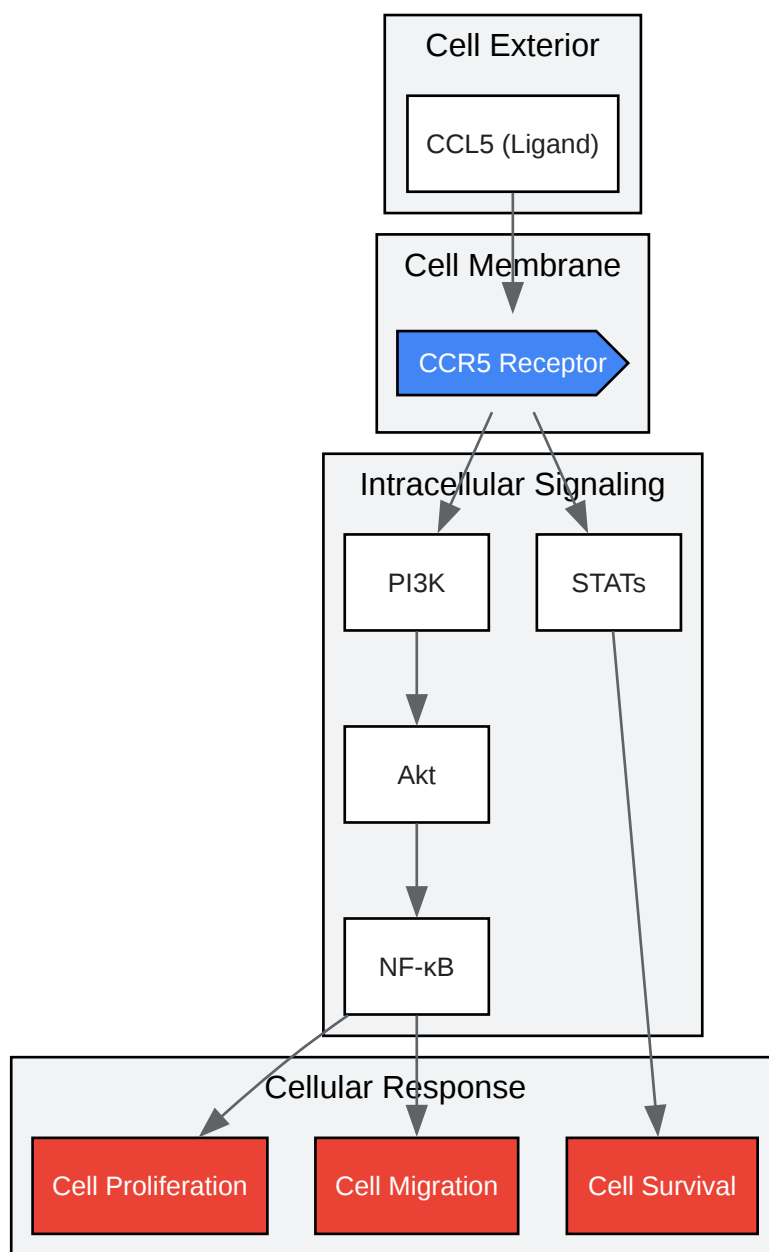 Cell Exterior
CCL5 (Ligand)
Cell Membrane
CCR5 Receptor
Intracellular Signaling
PI3K
STATs
Akt
NF-κB
Cellular Response
Cell Proliferation
Cell Migration
Cell Survival